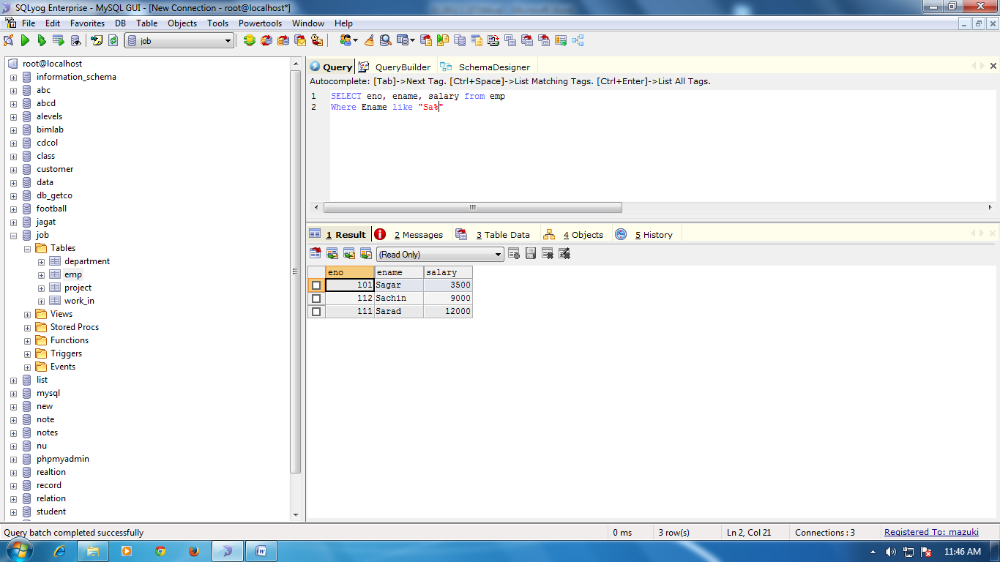 SQLyog Enterprise - MySQL GUI - [New Connection - root@localhost*]
File Edit Favorites DB Table Objects Tools Powertools Window Help
job
root@localhost
information_schema
abc
abcd
alevels
bimlab
cdcol
class
customer
data
db_getco
football
jagat
job
Tables
department
emp
project
work_in
Views
Stored Procs
Functions
Triggers
Events
list
mysql
new
note
notes
nu
phpmyadmin
realtion
record
relation
student
Query QueryBuilder SchemaDesigner
Autocomplete: [Tab]->Next Tag. [Ctrl+Space]->List Matching Tags. [Ctrl+Enter]->List All Tags.
1 SELECT eno, ename, salary from emp
2 Where Ename like "Sa%"
1 Result 2 Messages 3 Table Data 4 Objects 5 History
(Read Only)
eno ename salary
101 Sagar 3500
112 Sachin 9000
111 Sarad 12000
Query batch completed successfully 0 ms 3 row(s) Ln 2, Col 21 Connections : 3 Registered To: mazuki
11:46 AM